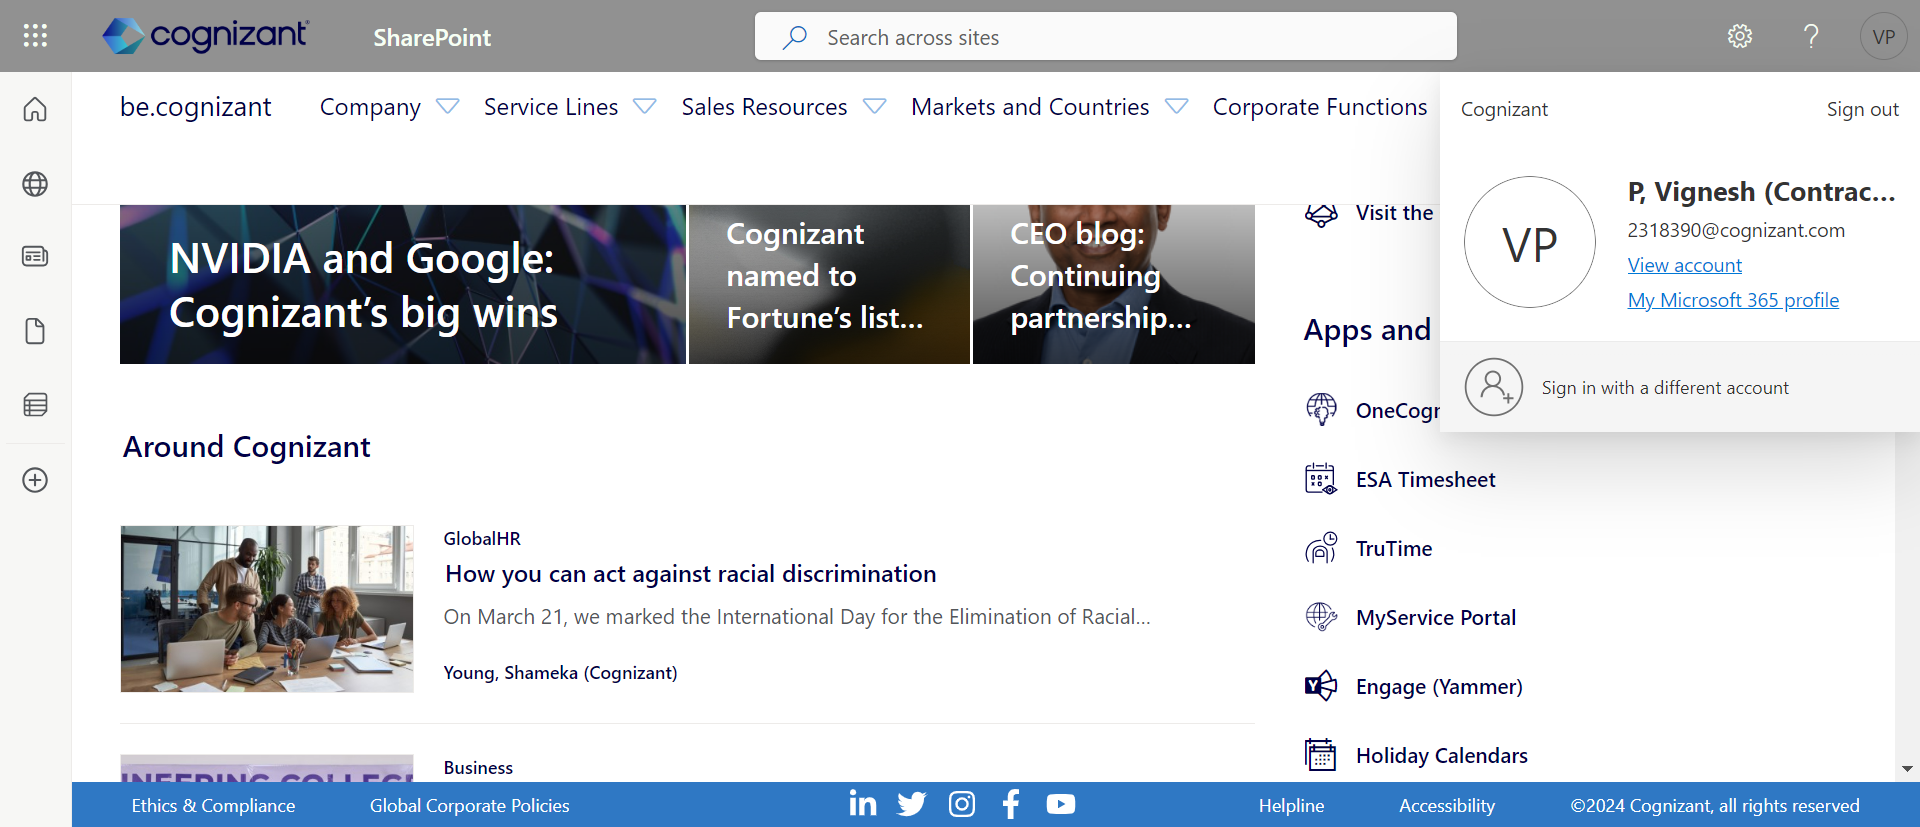 cognizant
SharePoint
Search across sites
VP
be.cognizant
Company
Service Lines
Sales Resources
Markets and Countries
Corporate Functions
Cognizant
Sign out
VP
P, Vignesh (Contrac...
2318390@cognizant.com
View account
My Microsoft 365 profile
Sign in with a different account
NVIDIA and Google:
Cognizant’s big wins
Cognizant
named to
Fortune’s list...
CEO blog:
Continuing
partnership...
Visit the
Apps and
OneCogn
ESA Timesheet
TruTime
MyService Portal
Engage (Yammer)
Holiday Calendars
Around Cognizant
GlobalHR
How you can act against racial discrimination
On March 21, we marked the International Day for the Elimination of Racial...
Young, Shameka (Cognizant)
Business
Ethics & Compliance
Global Corporate Policies
Helpline
Accessibility
©2024 Cognizant, all rights reserved